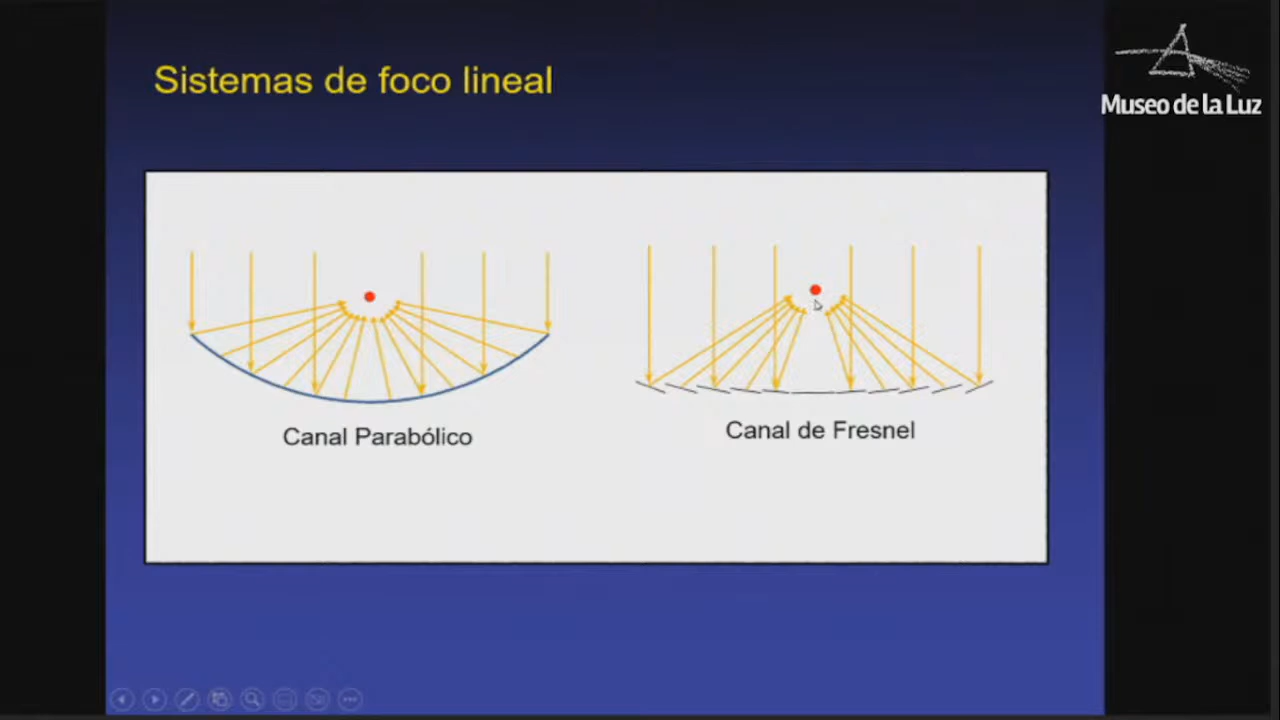 Sistemas de foco lineal
Museo de la Luz
Canal Parabólico
Canal de Fresnel